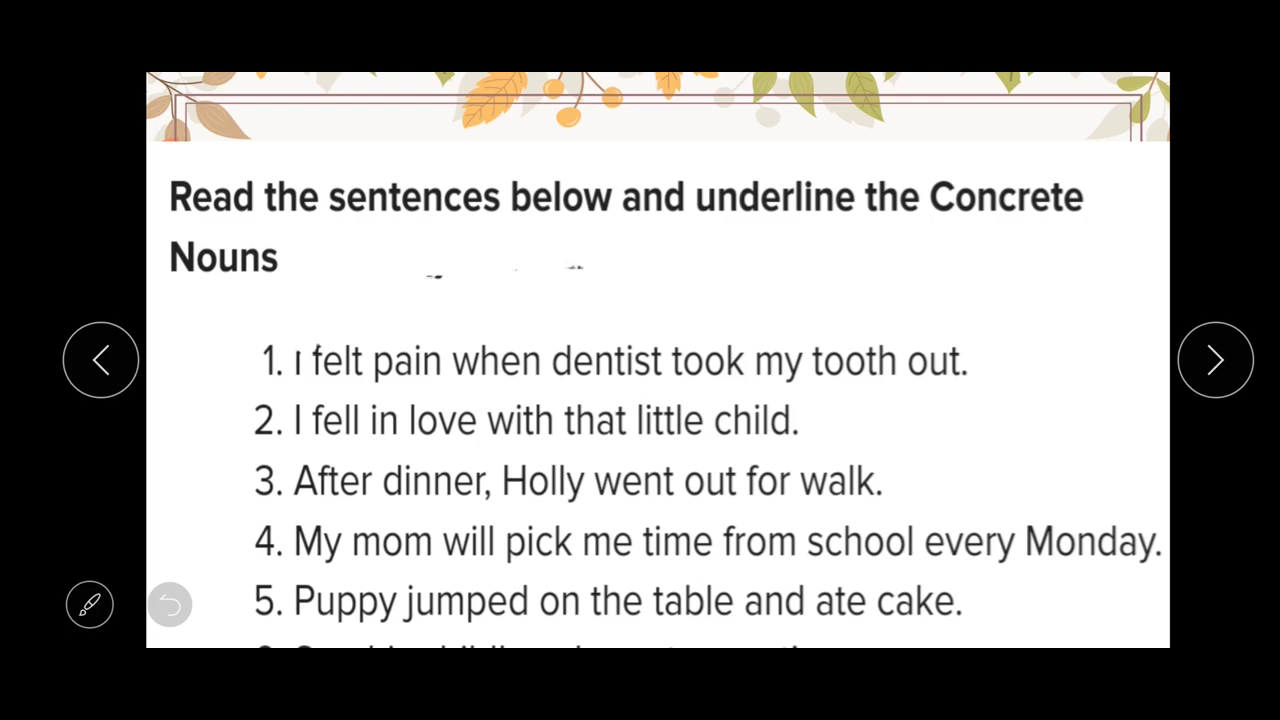 Read the sentences below and underline the Concrete
Nouns
1. I felt pain when dentist took my tooth out.
2. I fell in love with that little child.
3. After dinner, Holly went out for walk.
4. My mom will pick me time from school every Monday.
5. Puppy jumped on the table and ate cake.